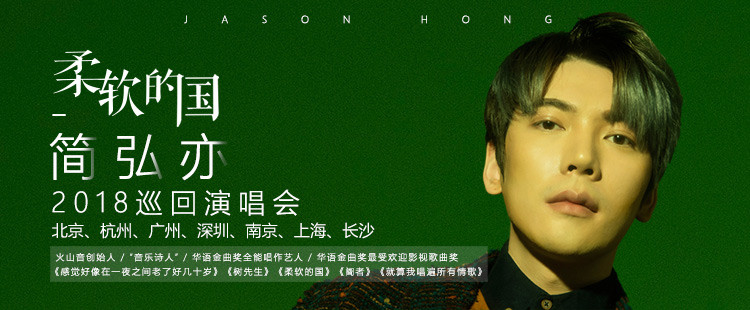 JASON HONG
柔软的国
简弘亦
2018巡回演唱会
北京、杭州、广州、深圳、南京、上海、长沙
火山音创始人 / "音乐诗人" / 华语金曲奖全能唱作艺人 / 华语金曲奖最受欢迎影视歌曲奖
《感觉好像在一夜之间老了好几十岁》《树先生》《柔软的国》《阍者》《就算我唱遍所有情歌》